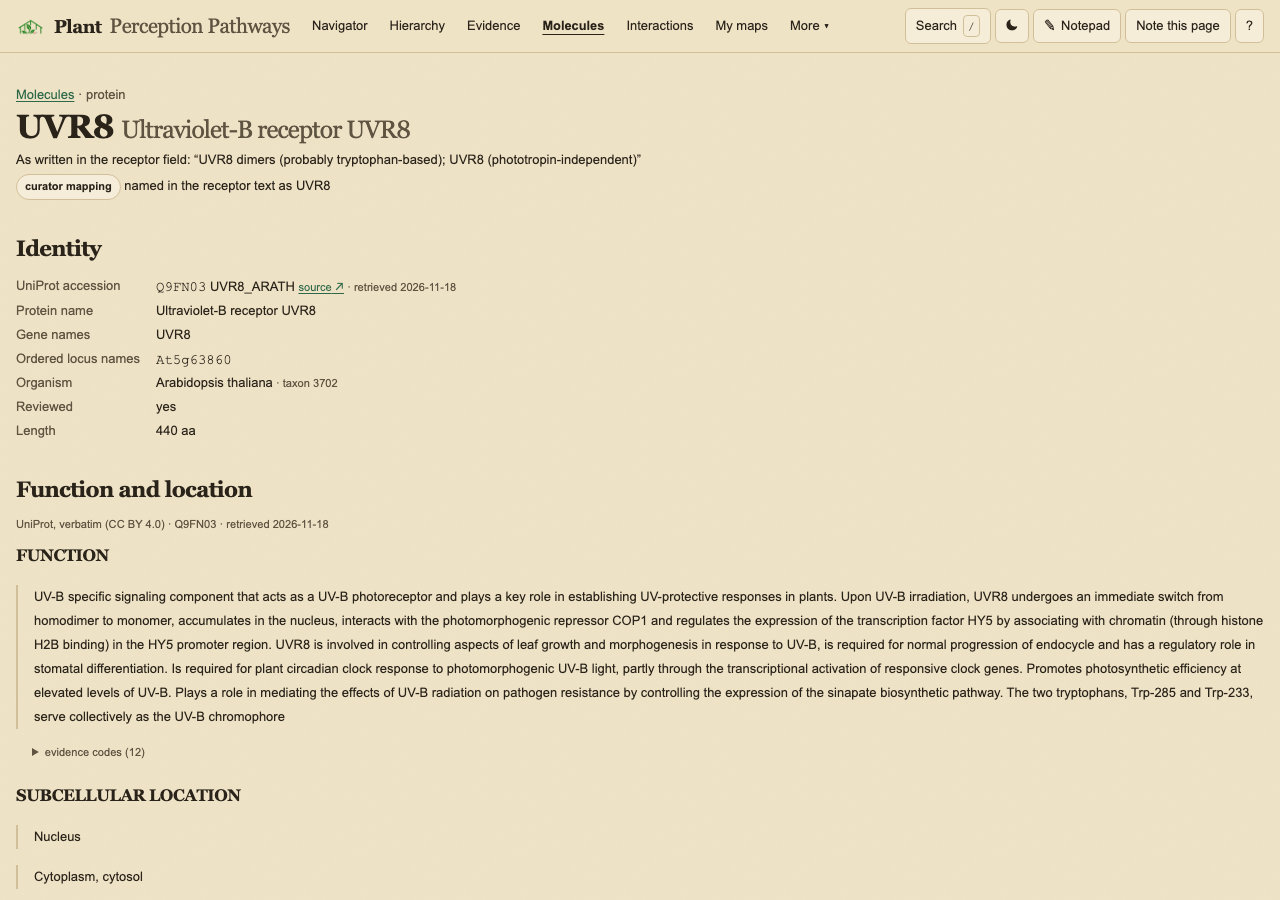 Plant Perception Pathways Navigator Hierarchy Evidence Molecules Interactions My maps More ▾ Search / ✎ Notepad Note this page ?
Molecules · protein
UVR8 Ultraviolet-B receptor UVR8
As written in the receptor field: “UVR8 dimers (probably tryptophan-based); UVR8 (phototropin-independent)”
curator mapping named in the receptor text as UVR8
Identity
UniProt accession Q9FN03 UVR8_ARATH source ↗ · retrieved 2026-11-18
Protein name Ultraviolet-B receptor UVR8
Gene names UVR8
Ordered locus names At5g63860
Organism Arabidopsis thaliana · taxon 3702
Reviewed yes
Length 440 aa
Function and location
UniProt, verbatim (CC BY 4.0) · Q9FN03 · retrieved 2026-11-18
FUNCTION
UV-B specific signaling component that acts as a UV-B photoreceptor and plays a key role in establishing UV-protective responses in plants. Upon UV-B irradiation, UVR8 undergoes an immediate switch from
homodimer to monomer, accumulates in the nucleus, interacts with the photomorphogenic repressor COP1 and regulates the expression of the transcription factor HY5 by associating with chromatin (through histone
H2B binding) in the HY5 promoter region. UVR8 is involved in controlling aspects of leaf growth and morphogenesis in response to UV-B, is required for normal progression of endocycle and has a regulatory role in
stomatal differentiation. Is required for plant circadian clock response to photomorphogenic UV-B light, partly through the transcriptional activation of responsive clock genes. Promotes photosynthetic efficiency at
elevated levels of UV-B. Plays a role in mediating the effects of UV-B radiation on pathogen resistance by controlling the expression of the sinapate biosynthetic pathway. The two tryptophans, Trp-285 and Trp-233,
serve collectively as the UV-B chromophore
▶ evidence codes (12)
SUBCELLULAR LOCATION
Nucleus
Cytoplasm, cytosol